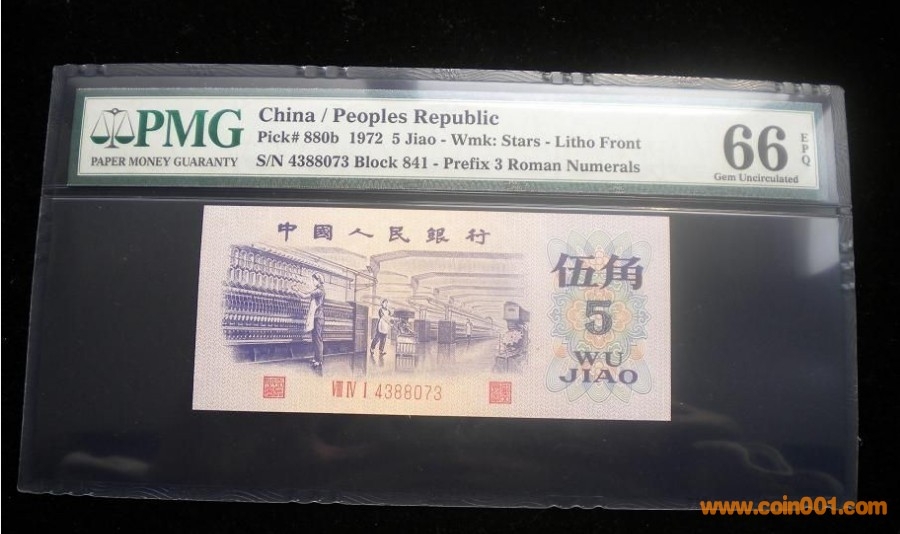 PMG
PAPER MONEY GUARANTY
China / Peoples Republic
Pick# 880b 1972 5 Jiao - Wmk: Stars - Litho Front
S/N 4388073 Block 841 - Prefix 3 Roman Numerals
66
EPQ
Gem Uncirculated
中國人民銀行
伍角
5
WU
JIAO
VIII IV I 4388073
www.coin001.com